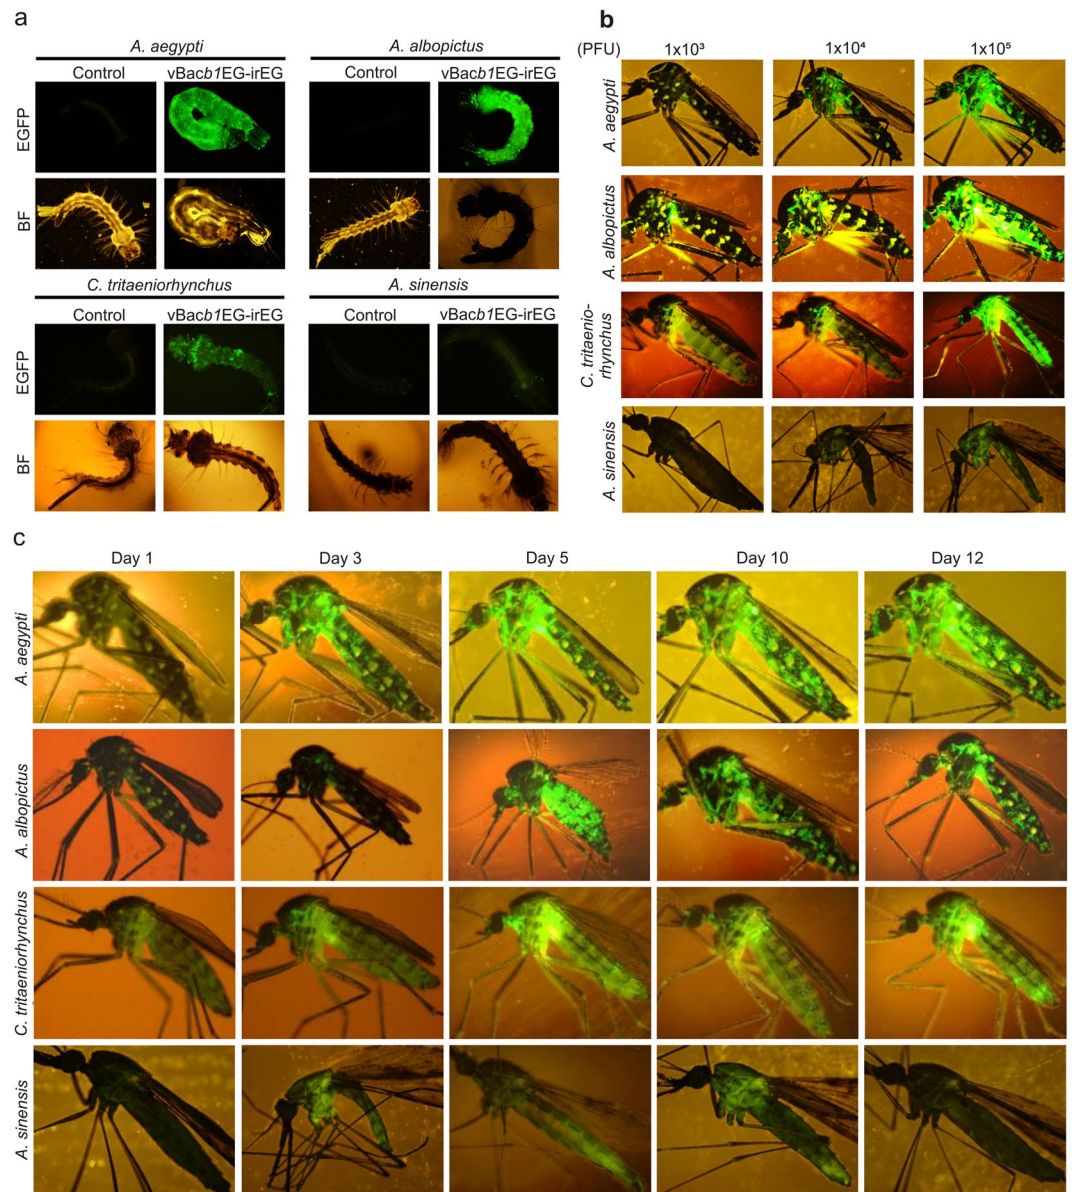 a
A. aegypti
A. albopictus
Control
vBacb1EG-irEG
Control
vBacb1EG-irEG
EGFP
BF
C. tritaeniorhynchus
A. sinensis
Control
vBacb1EG-irEG
Control
vBacb1EG-irEG
EGFP
BF
b
(PFU)
1x10³
1x10⁴
1x10⁵
A. aegypti
A. albopictus
C. tritaenio-
rhynchus
A. sinensis
c
Day 1
Day 3
Day 5
Day 10
Day 12
A. aegypti
A. albopictus
C. tritaeniorhynchus
A. sinensis